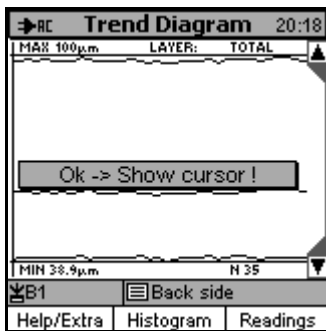 AC Trend Diagram 20:18
MAX 100µm LAYER: TOTAL
Ok -> Show cursor !
MIN 38.9µm N 35
B1 Back side
Help/Extra Histogram Readings